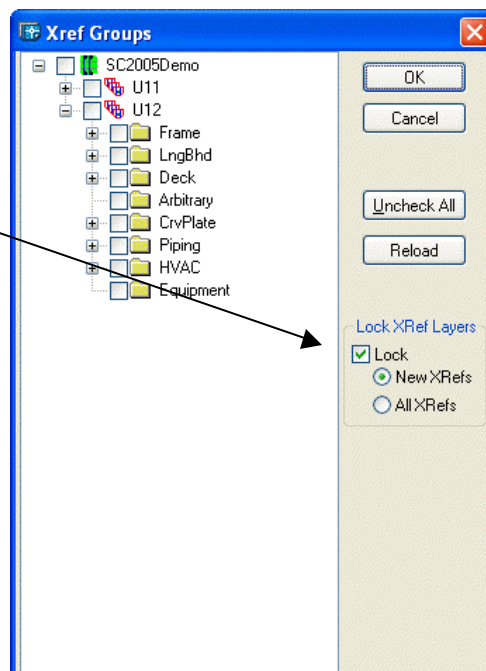 Xref Groups
SC2005Demo
U11
U12
Frame
LngBhd
Deck
Arbitrary
CrvPlate
Piping
HVAC
Equipment
OK
Cancel
Uncheck All
Reload
Lock XRef Layers
Lock
New XRefs
All XRefs